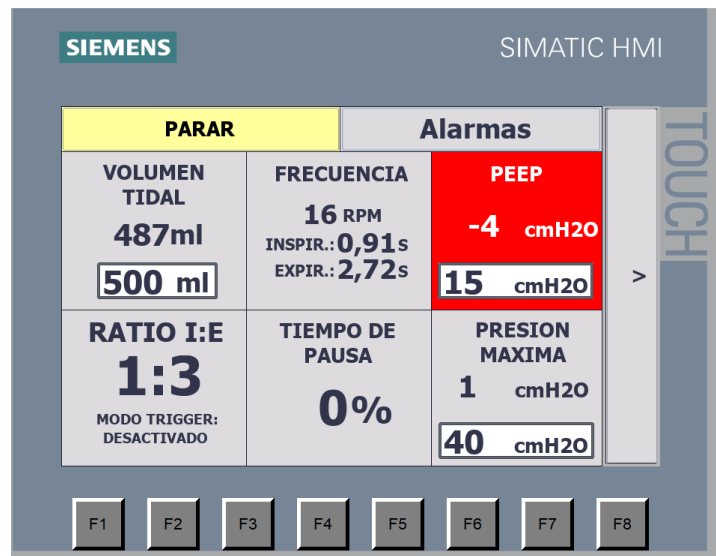 SIEMENS
SIMATIC HMI
TOUCH
PARAR
Alarmas
VOLUMEN
TIDAL
487ml
500 ml
FRECUENCIA
16 RPM
INSPIR.:0,91s
EXPIR.:2,72s
PEEP
-4 cmH2O
15 cmH2O
>
RATIO I:E
1:3
MODO TRIGGER:
DESACTIVADO
TIEMPO DE
PAUSA
0%
PRESION
MAXIMA
1 cmH2O
40 cmH2O
F1 F2 F3 F4 F5 F6 F7 F8